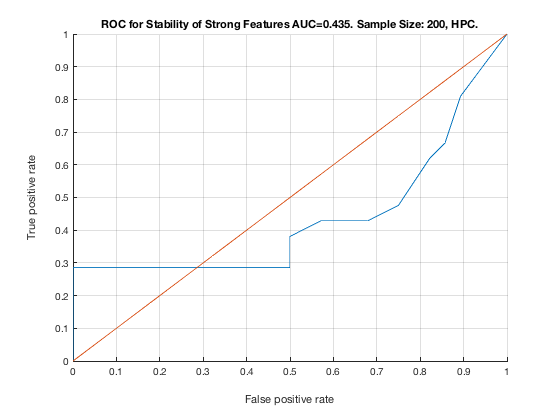 ROC for Stability of Strong Features AUC=0.435. Sample Size: 200, HPC.
1
0.9
0.8
0.7
0.6
0.5
0.4
0.3
0.2
0.1
0
True positive rate
0 0.1 0.2 0.3 0.4 0.5 0.6 0.7 0.8 0.9 1
False positive rate